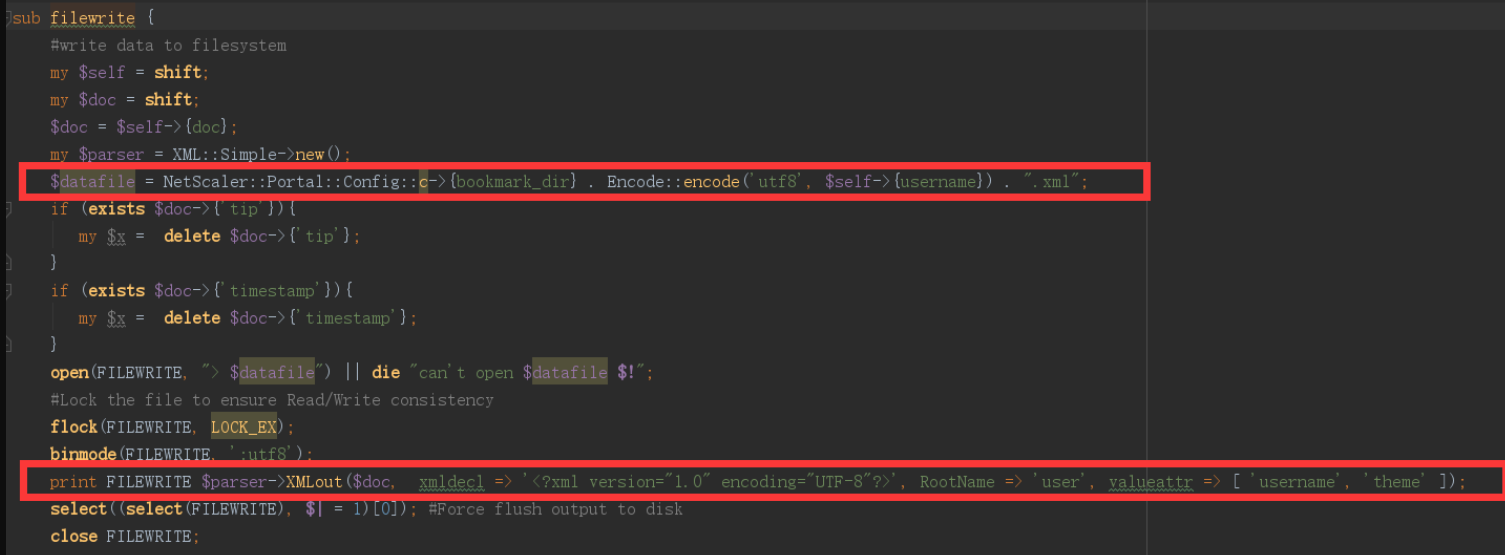 sub filewrite {
#write data to filesystem
my $self = shift;
my $doc = shift;
$doc = $self->{doc};
my $parser = XML::Simple->new();
$datafile = NetScaler::Portal::Config::c->{bookmark_dir} . Encode::encode('utf8', $self->{username}) . ".xml";
if (exists $doc->{'tip'}){
my $x =  delete $doc->{'tip'};
}
if (exists $doc->{'timestamp'}){
my $x =  delete $doc->{'timestamp'};
}
open(FILEWRITE, "> $datafile") || die "can't open $datafile $!";
#Lock the file to ensure Read/Write consistency
flock(FILEWRITE, LOCK_EX);
binmode(FILEWRITE, ':utf8');
print FILEWRITE $parser->XMLout($doc,  xmldecl => '<?xml version="1.0" encoding="UTF-8"?>', RootName => 'user', valueattr => [ 'username', 'theme' ]);
select((select(FILEWRITE), $| = 1)[0]); #Force flush output to disk
close FILEWRITE;